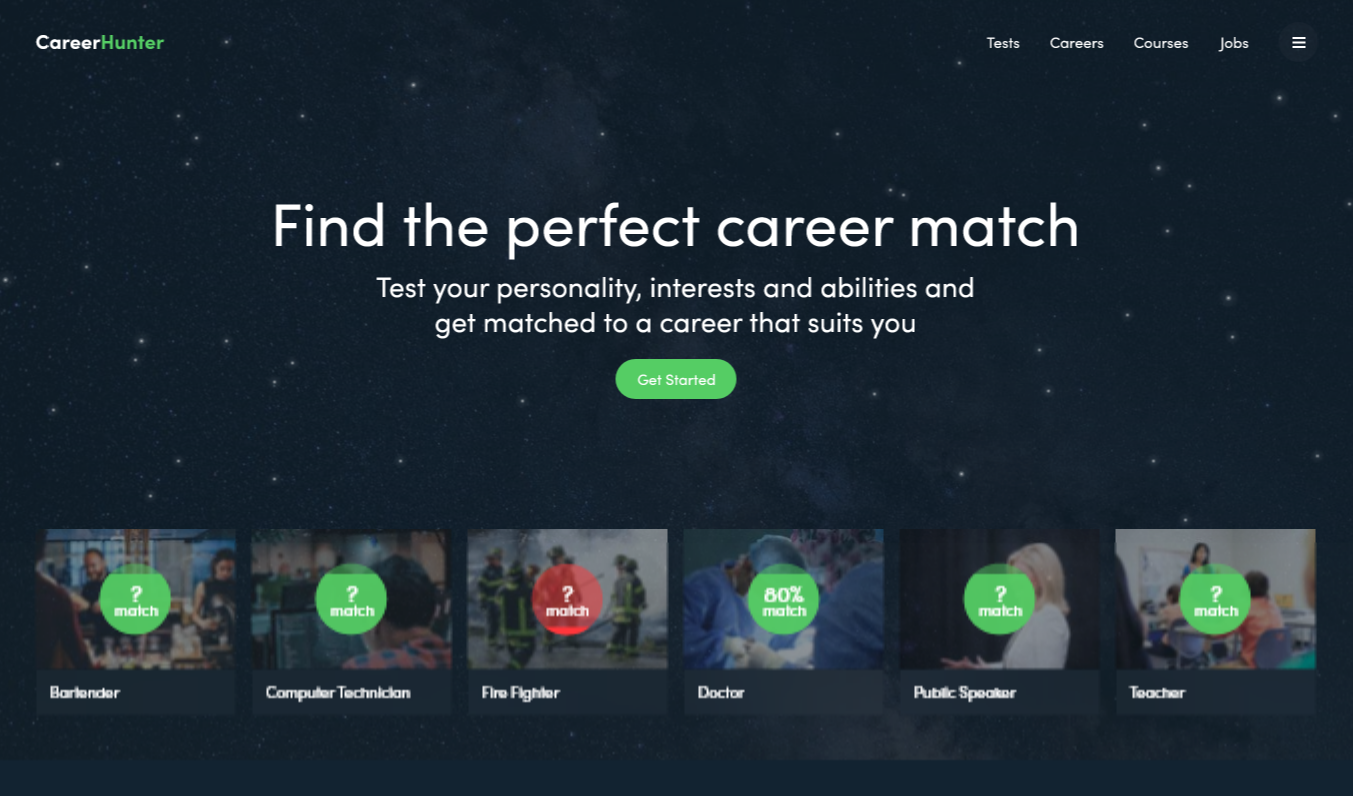 CareerHunter
Tests Careers Courses Jobs
Find the perfect career match
Test your personality, interests and abilities and
get matched to a career that suits you
Get Started
?
match
?
match
?
match
80%
match
?
match
?
match
Bartender
Computer Technician
Fire Fighter
Doctor
Public Speaker
Teacher